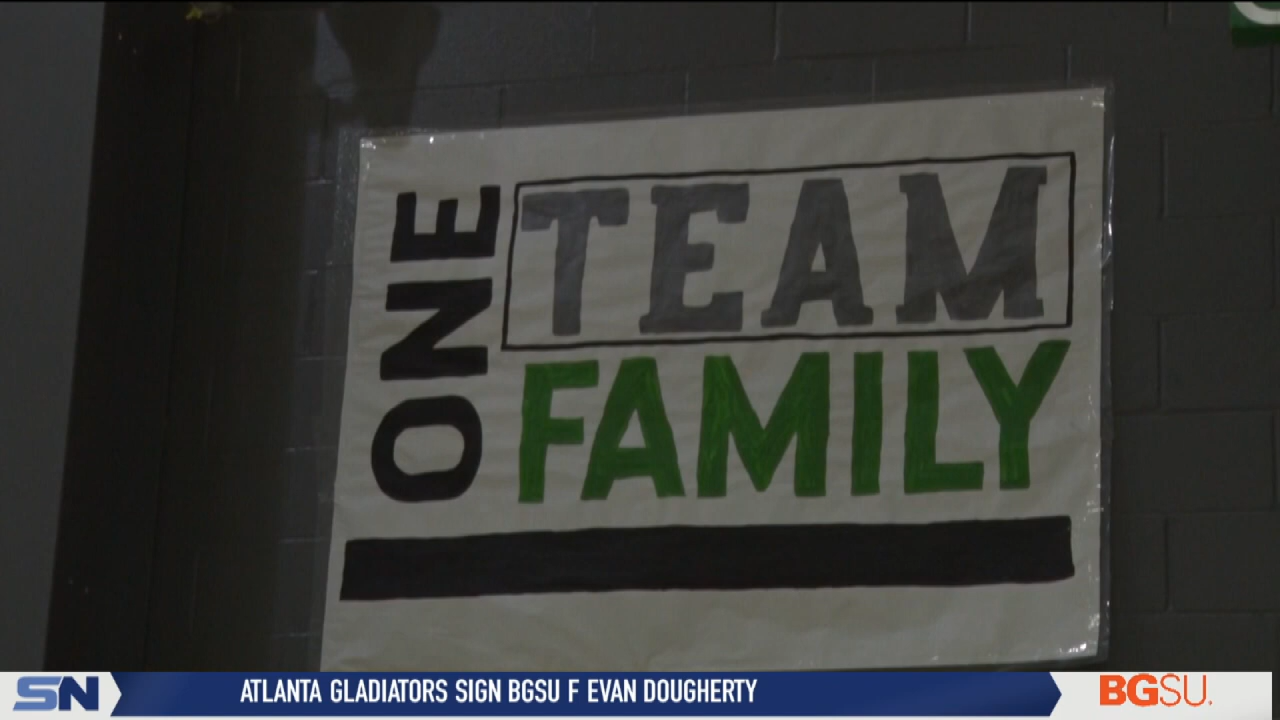 ONE
TEAM
FAMILY
SN
ATLANTA GLADIATORS SIGN BGSU F EVAN DOUGHERTY
BGSU.